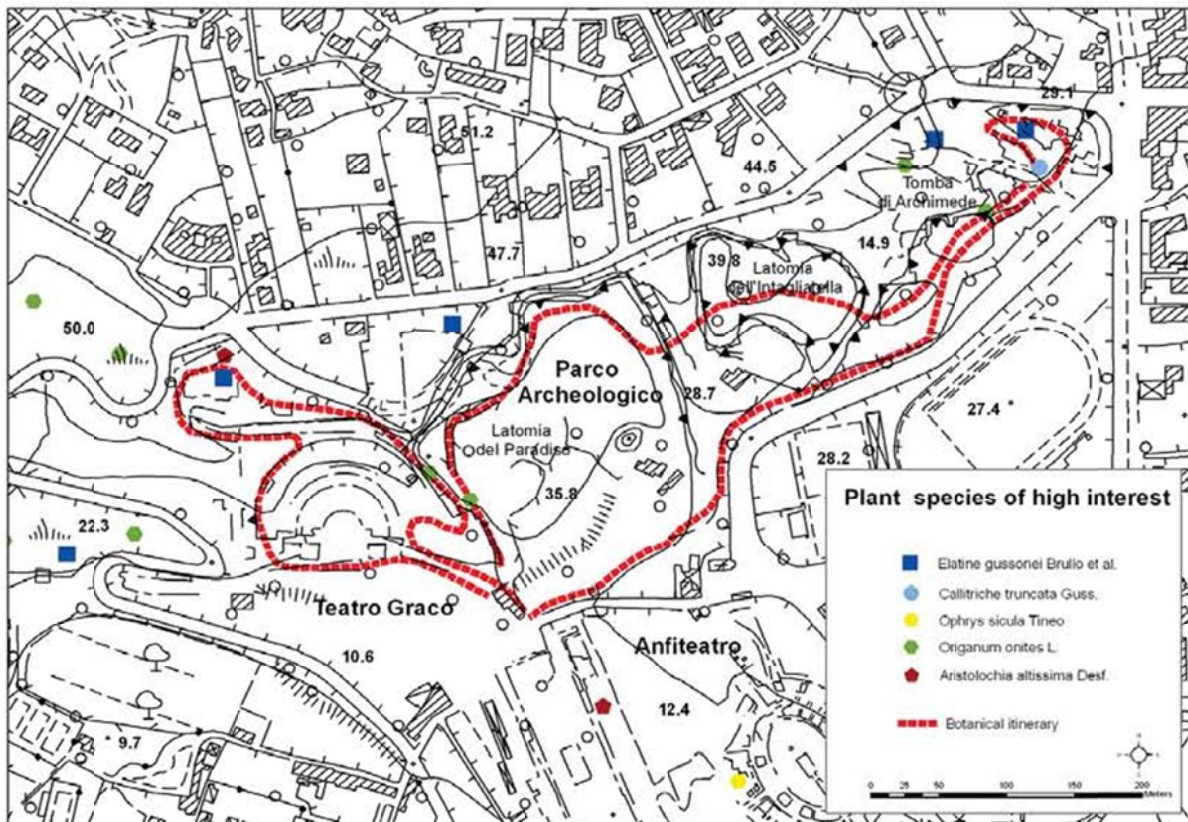 29.1
51.2
44.5
Tomba
di Archimede
47.7
14.9
39.8
Latomia
dell'Intagliatella
50.0
Parco
Archeologico
28.7
27.4
Latomia
del Paradiso
28.2
35.8
22.3
Teatro Graco
Anfiteatro
10.6
12.4
9.7
Plant species of high interest
Elatine gussonei Brullo et al.
Callitriche truncata Guss.
Ophrys sicula Tineo
Origanum onites L.
Aristolochia altissima Desf.
Botanical itinerary
0 25 50 100 150 200
Meters